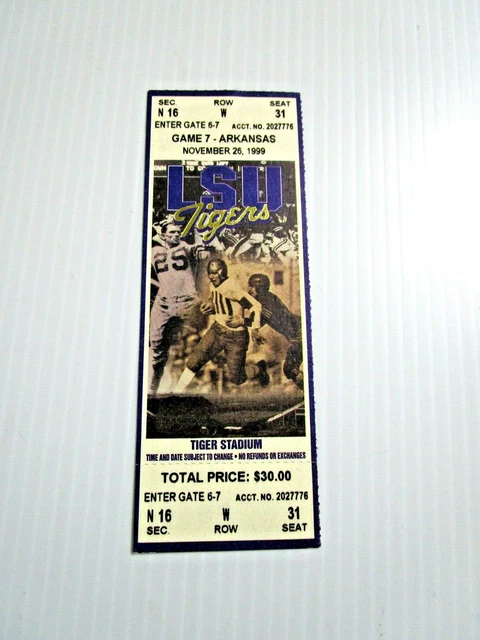 SEC. ROW SEAT
N 16 W 31
ENTER GATE 6-7 ACCT. NO. 2027776
GAME 7 - ARKANSAS
NOVEMBER 26, 1999
LSU
Tigers
25
TIGER STADIUM
TIME AND DATE SUBJECT TO CHANGE • NO REFUNDS OR EXCHANGES
TOTAL PRICE: $30.00
ENTER GATE 6-7 ACCT. NO. 2027776
N 16 W 31
SEC. ROW SEAT